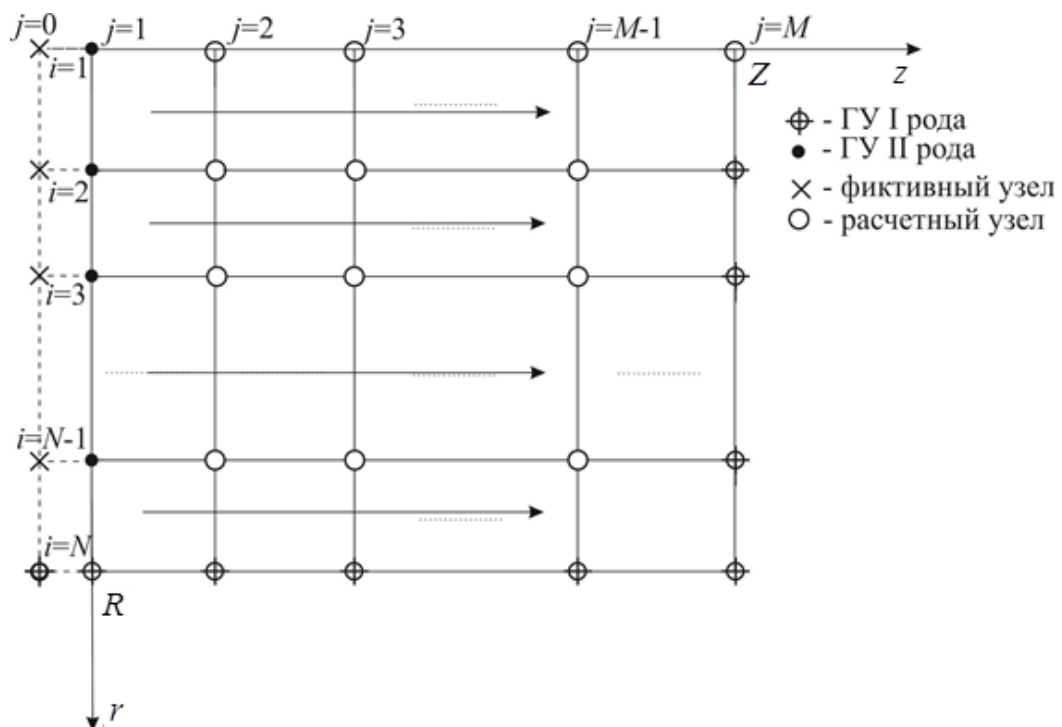 j=0
j=1
j=2
j=3
j=M-1
j=M
i=1
Z
z
- ГУ I рода
- ГУ II рода
i=2
- фиктивный узел
- расчетный узел
i=3
i=N-1
i=N
R
r